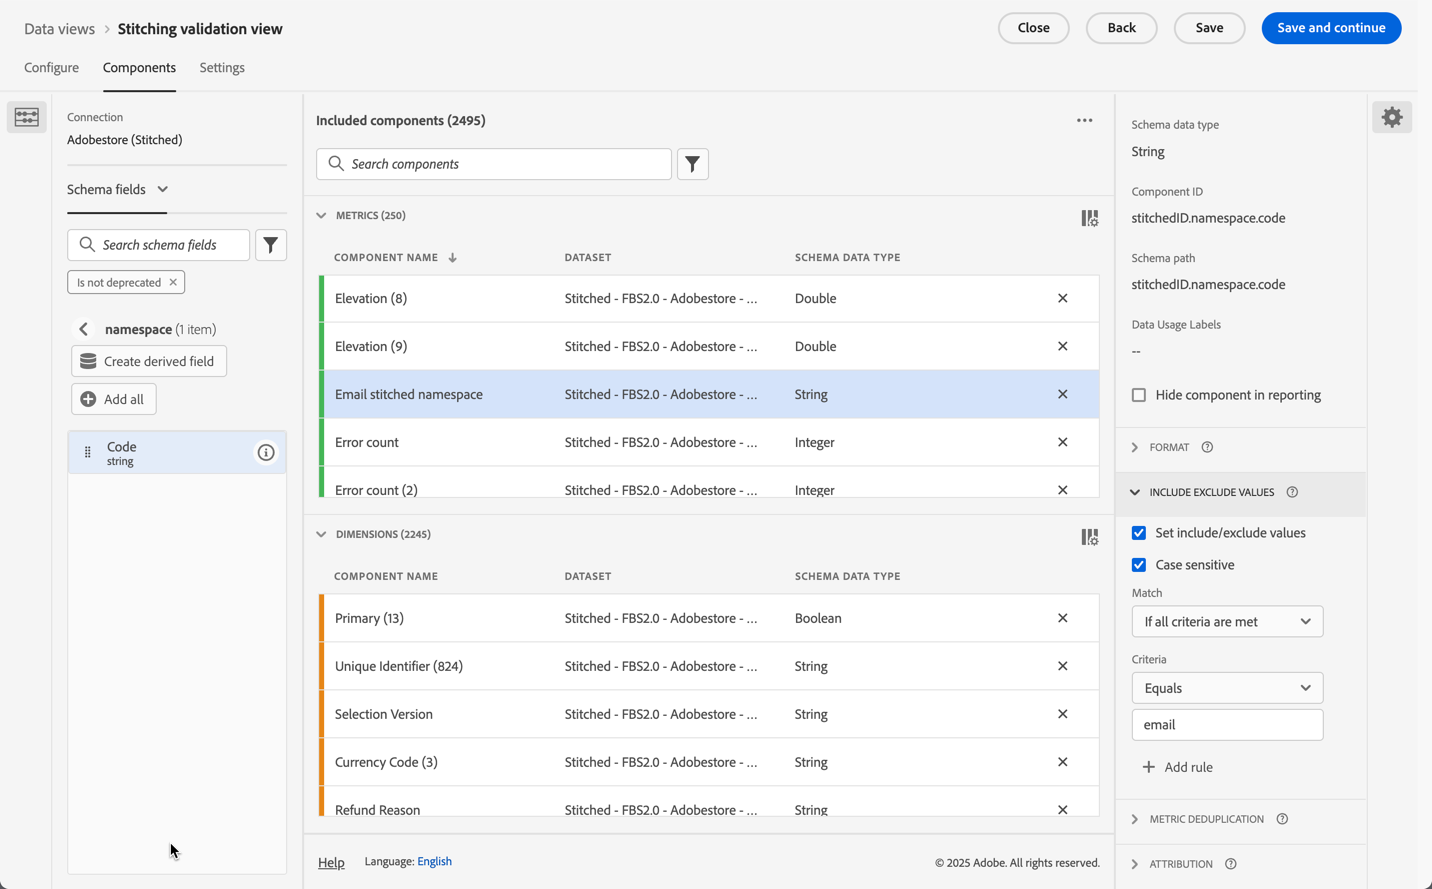 Data views > Stitching validation view
Close
Back
Save
Save and continue
Configure
Components
Settings
Connection
Adobestore (Stitched)
Schema fields
Search schema fields
Is not deprecated ×
namespace (1 item)
Create derived field
Add all
Code
string
Included components (2495)
Search components
METRICS (250)
COMPONENT NAME DATASET SCHEMA DATA TYPE
Elevation (8) Stitched - FBS2.0 - Adobestore - ... Double
Elevation (9) Stitched - FBS2.0 - Adobestore - ... Double
Email stitched namespace Stitched - FBS2.0 - Adobestore - ... String
Error count Stitched - FBS2.0 - Adobestore - ... Integer
Error count (2) Stitched - FBS2.0 - Adobestore - ... Integer
DIMENSIONS (2245)
COMPONENT NAME DATASET SCHEMA DATA TYPE
Primary (13) Stitched - FBS2.0 - Adobestore - ... Boolean
Unique Identifier (824) Stitched - FBS2.0 - Adobestore - ... String
Selection Version Stitched - FBS2.0 - Adobestore - ... String
Currency Code (3) Stitched - FBS2.0 - Adobestore - ... String
Refund Reason Stitched - FBS2.0 - Adobestore - ... String
Help Language: English © 2025 Adobe. All rights reserved.
Schema data type
String
Component ID
stitchedID.namespace.code
Schema path
stitchedID.namespace.code
Data Usage Labels
--
Hide component in reporting
FORMAT
INCLUDE EXCLUDE VALUES
Set include/exclude values
Case sensitive
Match
If all criteria are met
Criteria
Equals
email
Add rule
METRIC DEDUPLICATION
ATTRIBUTION